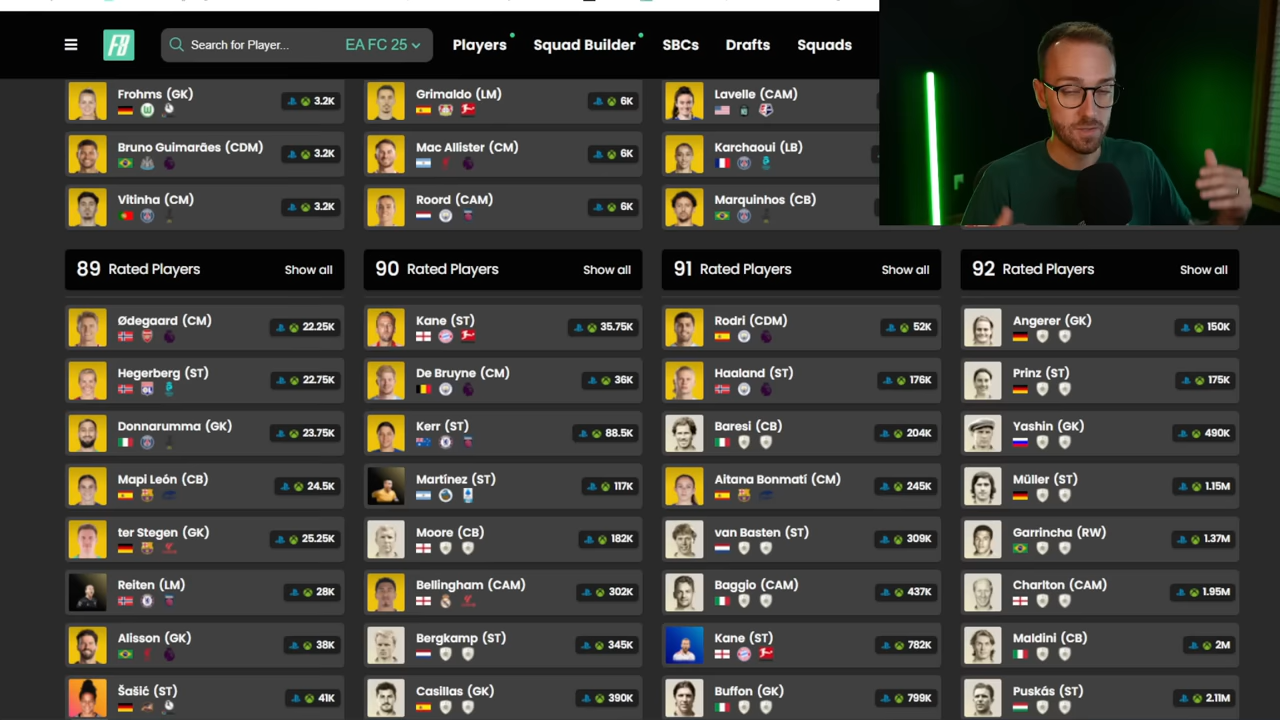 FB
Search for Player...
EA FC 25
Players
Squad Builder
SBCs
Drafts
Squads
Frohms (GK)
3.2K
Grimaldo (LM)
6K
Lavelle (CAM)
Bruno Guimarães (CDM)
3.2K
Mac Allister (CM)
6K
Karchaoui (LB)
Vitinha (CM)
3.2K
Roord (CAM)
6K
Marquinhos (CB)
89 Rated Players
Show all
90 Rated Players
Show all
91 Rated Players
Show all
92 Rated Players
Show all
Ødegaard (CM)
22.25K
Kane (ST)
35.75K
Rodri (CDM)
52K
Angerer (GK)
150K
Hegerberg (ST)
22.75K
De Bruyne (CM)
36K
Haaland (ST)
176K
Prinz (ST)
175K
Donnarumma (GK)
23.75K
Kerr (ST)
88.5K
Baresi (CB)
204K
Yashin (GK)
490K
Mapi León (CB)
24.5K
Martínez (ST)
117K
Aitana Bonmatí (CM)
245K
Müller (ST)
1.15M
ter Stegen (GK)
25.25K
Moore (CB)
182K
van Basten (ST)
309K
Garrincha (RW)
1.37M
Reiten (LM)
28K
Bellingham (CAM)
302K
Baggio (CAM)
437K
Charlton (CAM)
1.95M
Alisson (GK)
38K
Bergkamp (ST)
345K
Kane (ST)
782K
Maldini (CB)
2M
Šašić (ST)
41K
Casillas (GK)
390K
Buffon (GK)
799K
Puskás (ST)
2.11M